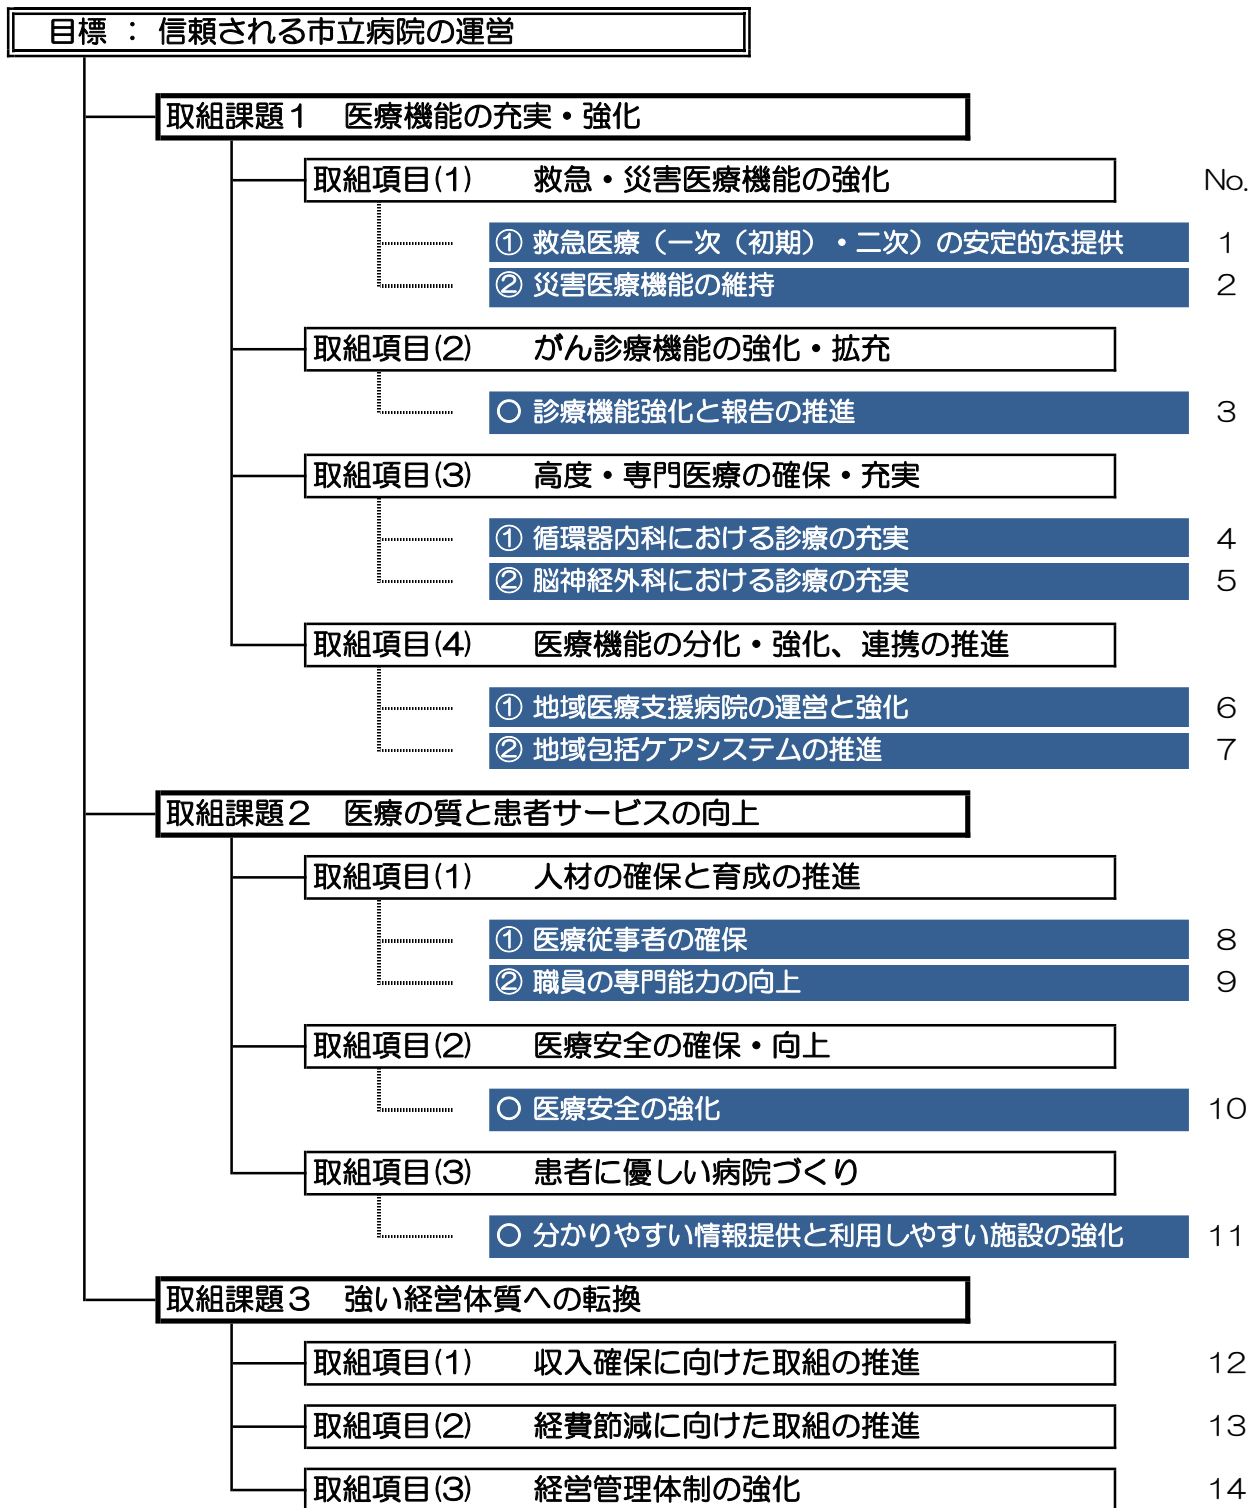 目標 ： 信頼される市立病院の運営
取組課題１　医療機能の充実・強化
取組項目(1)　　救急・災害医療機能の強化　No.
① 救急医療（一次（初期）・二次）の安定的な提供　1
② 災害医療機能の維持　2
取組項目(2)　　がん診療機能の強化・拡充
○ 診療機能強化と報告の推進　3
取組項目(3)　　高度・専門医療の確保・充実
① 循環器内科における診療の充実　4
② 脳神経外科における診療の充実　5
取組項目(4)　　医療機能の分化・強化、連携の推進
① 地域医療支援病院の運営と強化　6
② 地域包括ケアシステムの推進　7
取組課題２　医療の質と患者サービスの向上
取組項目(1)　　人材の確保と育成の推進
① 医療従事者の確保　8
② 職員の専門能力の向上　9
取組項目(2)　　医療安全の確保・向上
○ 医療安全の強化　10
取組項目(3)　　患者に優しい病院づくり
○ 分かりやすい情報提供と利用しやすい施設の強化　11
取組課題３　強い経営体質への転換
取組項目(1)　　収入確保に向けた取組の推進　12
取組項目(2)　　経費節減に向けた取組の推進　13
取組項目(3)　　経営管理体制の強化　14